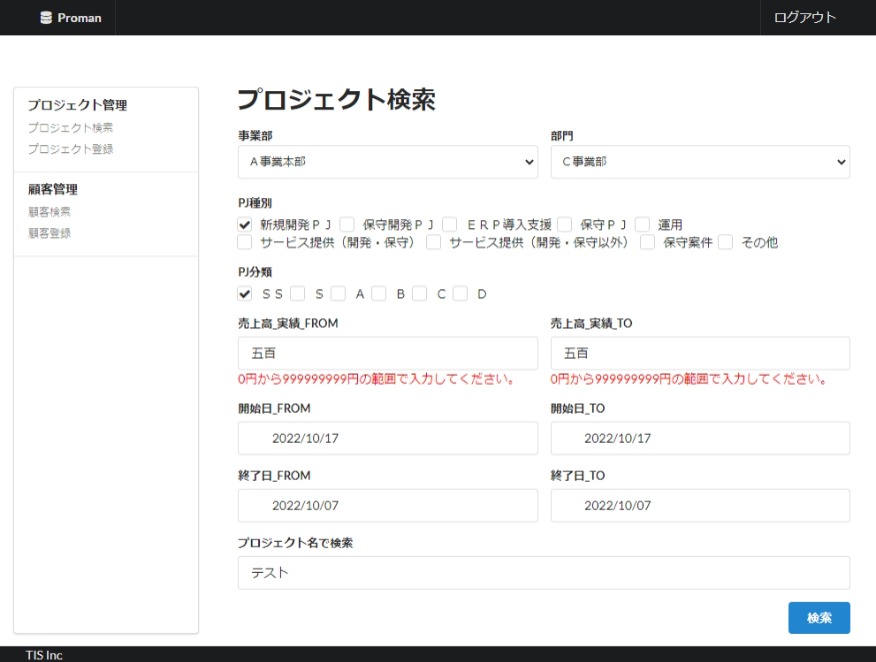 Proman ログアウト
プロジェクト管理
プロジェクト検索
プロジェクト登録
顧客管理
顧客検索
顧客登録
プロジェクト検索
事業部 部門
A事業本部 C事業部
PJ種別
新規開発PJ 保守開発PJ ERP導入支援 保守PJ 運用
サービス提供(開発・保守) サービス提供(開発・保守以外) 保守案件 その他
PJ分類
SS S A B C D
売上高_実績_FROM 売上高_実績_TO
五百 五百
0円から999999999円の範囲で入力してください。 0円から999999999円の範囲で入力してください。
開始日_FROM 開始日_TO
2022/10/17 2022/10/17
終了日_FROM 終了日_TO
2022/10/07 2022/10/07
プロジェクト名で検索
テスト
検索
TIS Inc